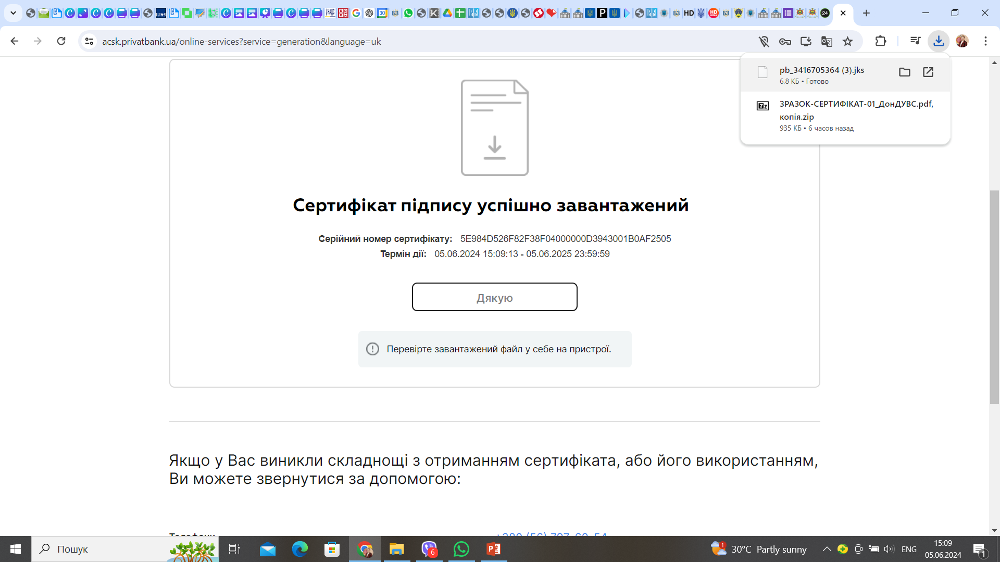 acsk.privatbank.ua/online-services?service=generation&language=uk
pb_3416705364 (3).jks
6,8 КБ • Готово
ЗРАЗОК-СЕРТИФІКАТ-01_ДонДУВС.pdf,
копія.zip
935 КБ • 6 часов назад
Сертифікат підпису успішно завантажений
Серійний номер сертифікату: 5E984D526F82F38F04000000D3943001B0AF2505
Термін дії: 05.06.2024 15:09:13 - 05.06.2025 23:59:59
Дякую
Перевірте завантажений файл у себе на пристрої.
Якщо у Вас виникли складнощі з отриманням сертифіката, або його використанням,
Ви можете звернутися за допомогою:
Телефони
Пошук
6
1
30°C Partly sunny
ENG
15:09
05.06.2024
1